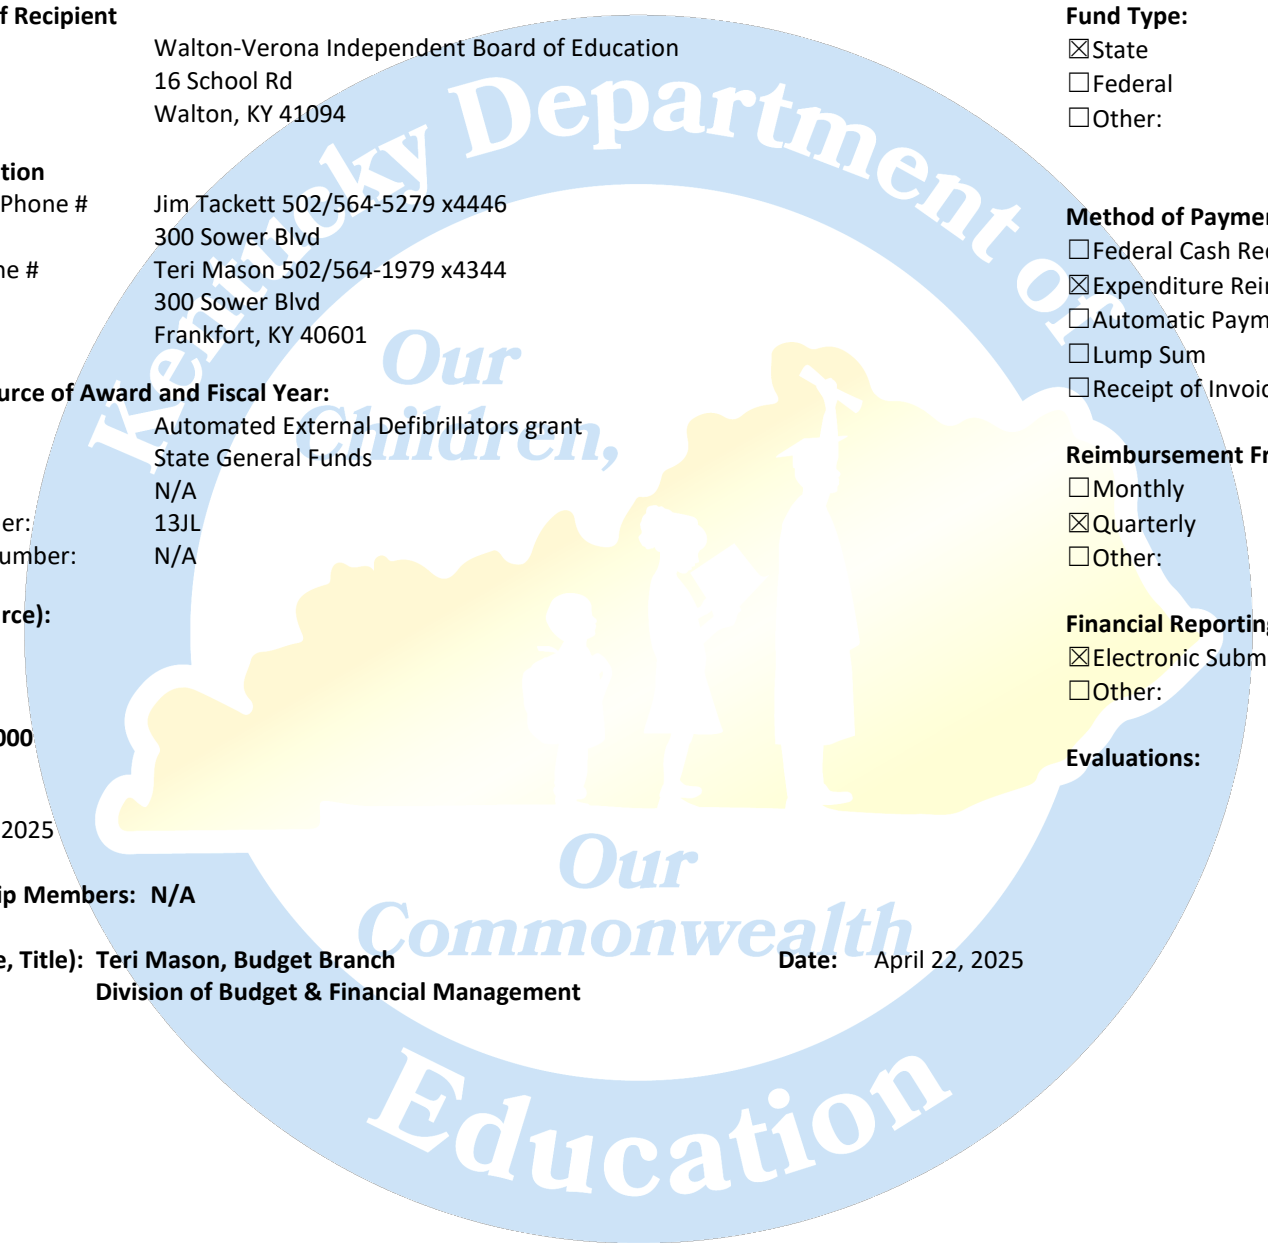 f Recipient
Walton-Verona Independent Board of Education
16 School Rd
Walton, KY 41094
tion
Phone # Jim Tackett 502/564-5279 x4446
300 Sower Blvd
ne # Teri Mason 502/564-1979 x4344
300 Sower Blvd
Frankfort, KY 40601
urce of Award and Fiscal Year:
Automated External Defibrillators grant
State General Funds
N/A
er: 13JL
umber: N/A
rce):
000
2025
ip Members: N/A
e, Title): Teri Mason, Budget Branch
Division of Budget & Financial Management
Date: April 22, 2025
Fund Type:
☒State
☐Federal
☐Other:
Method of Paymen
☐Federal Cash Req
☒Expenditure Reim
☐Automatic Paym
☐Lump Sum
☐Receipt of Invoic
Reimbursement Fr
☐Monthly
☒Quarterly
☐Other:
Financial Reporting
☒Electronic Subm
☐Other:
Evaluations:
Kentucky Department of
Education
Our
Children,
Our
Commonwealth